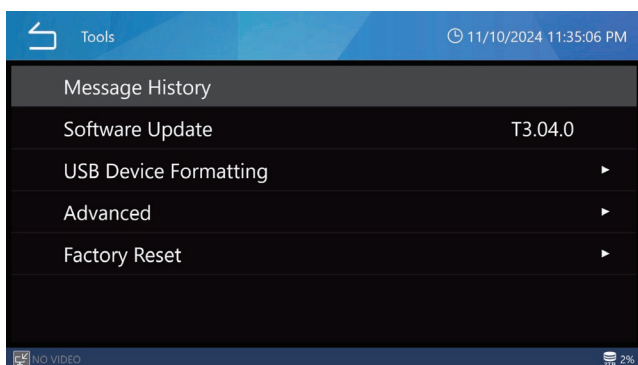 Tools 11/10/2024 11:35:06 PM
Message History
Software Update T3.04.0
USB Device Formatting
Advanced
Factory Reset
NO VIDEO 2%